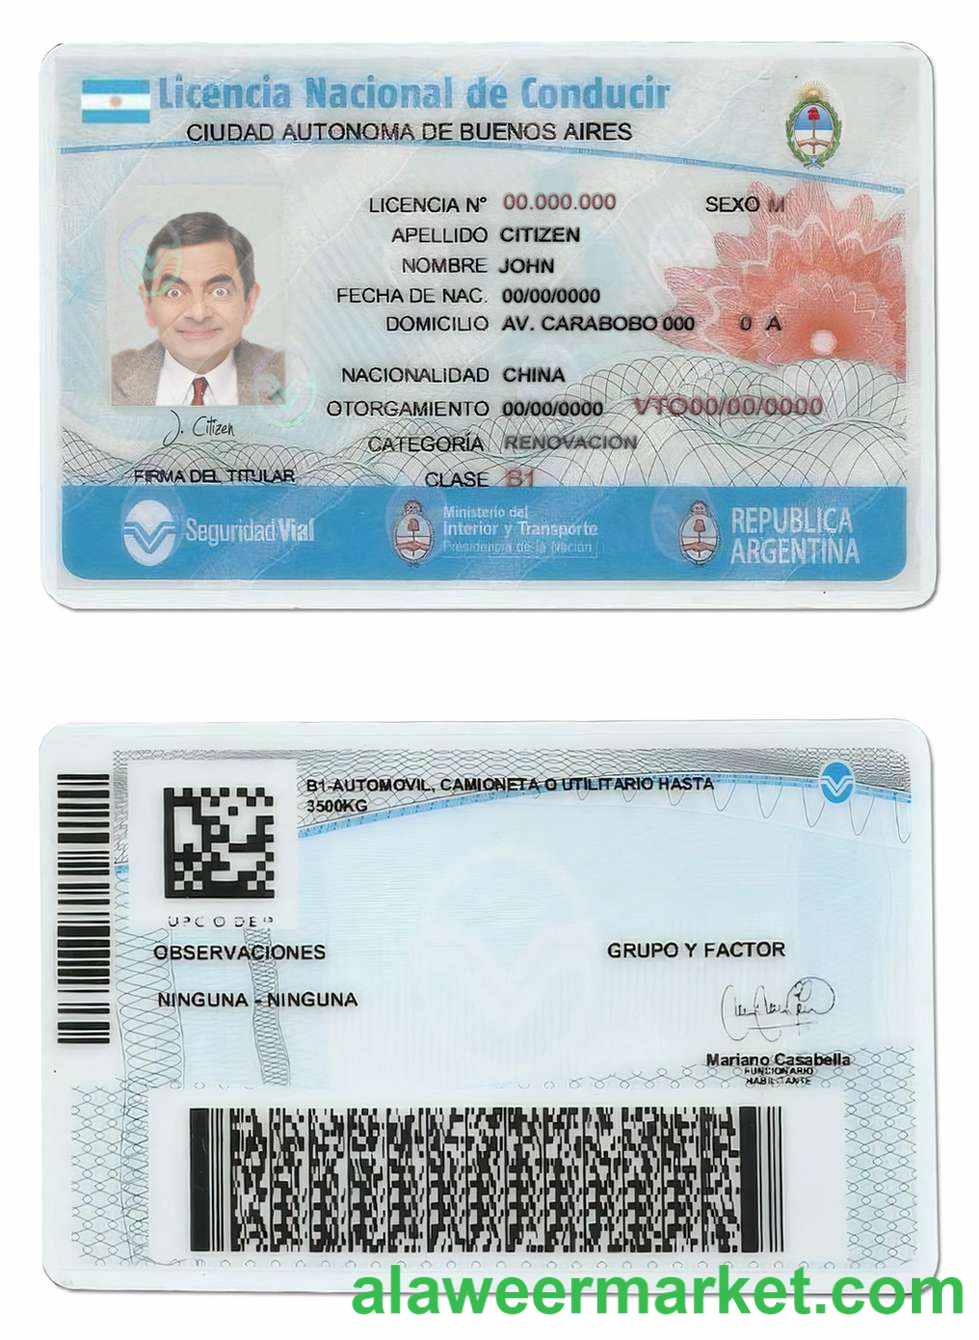 Licencia Nacional de Conducir
CIUDAD AUTONOMA DE BUENOS AIRES
LICENCIA Nº 00.000.000 SEXO M
APELLIDO CITIZEN
NOMBRE JOHN
FECHA DE NAC. 00/00/0000
DOMICILIO AV. CARABOBO 000 0 A
NACIONALIDAD CHINA
OTORGAMIENTO 00/00/0000 VTO00/00/0000
J. Citizen
CATEGORÍA RENOVACIÓN
FIRMA DEL TITULAR CLASE B1
Seguridad Vial
Ministerio del
Interior y Transporte
Presidencia de la Nación
REPUBLICA
ARGENTINA
B1-AUTOMOVIL, CAMIONETA O UTILITARIO HASTA
3500KG
UPCODE
OBSERVACIONES GRUPO Y FACTOR
NINGUNA - NINGUNA
Mariano Casabella
FUNCIONARIO
HABILITANTE
alaweermarket.com